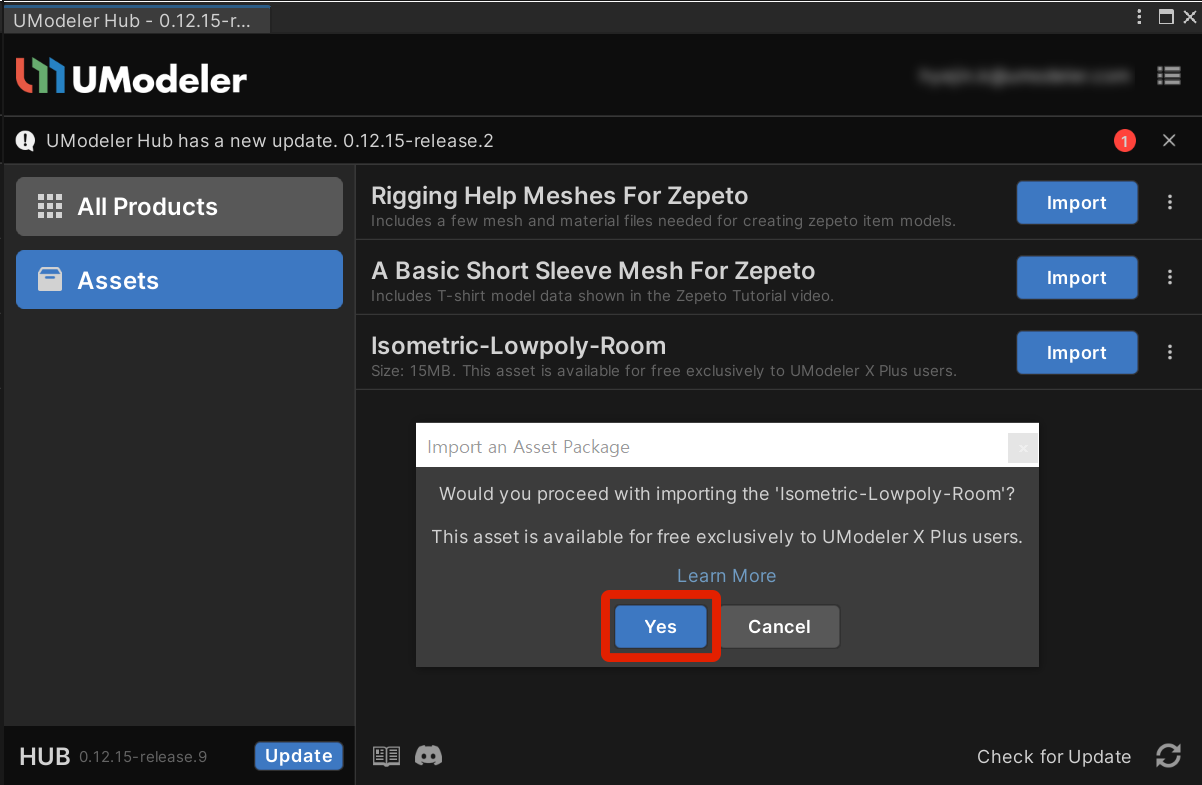 UModeler Hub - 0.12.15-r...
UModeler
UModeler Hub has a new update. 0.12.15-release.2
1
All Products
Assets
Rigging Help Meshes For Zepeto
Includes a few mesh and material files needed for creating zepeto item models.
Import
A Basic Short Sleeve Mesh For Zepeto
Includes T-shirt model data shown in the Zepeto Tutorial video.
Import
Isometric-Lowpoly-Room
Size: 15MB. This asset is available for free exclusively to UModeler X Plus users.
Import
Import an Asset Package
Would you proceed with importing the 'Isometric-Lowpoly-Room'?
This asset is available for free exclusively to UModeler X Plus users.
Learn More
Yes
Cancel
HUB 0.12.15-release.9
Update
Check for Update